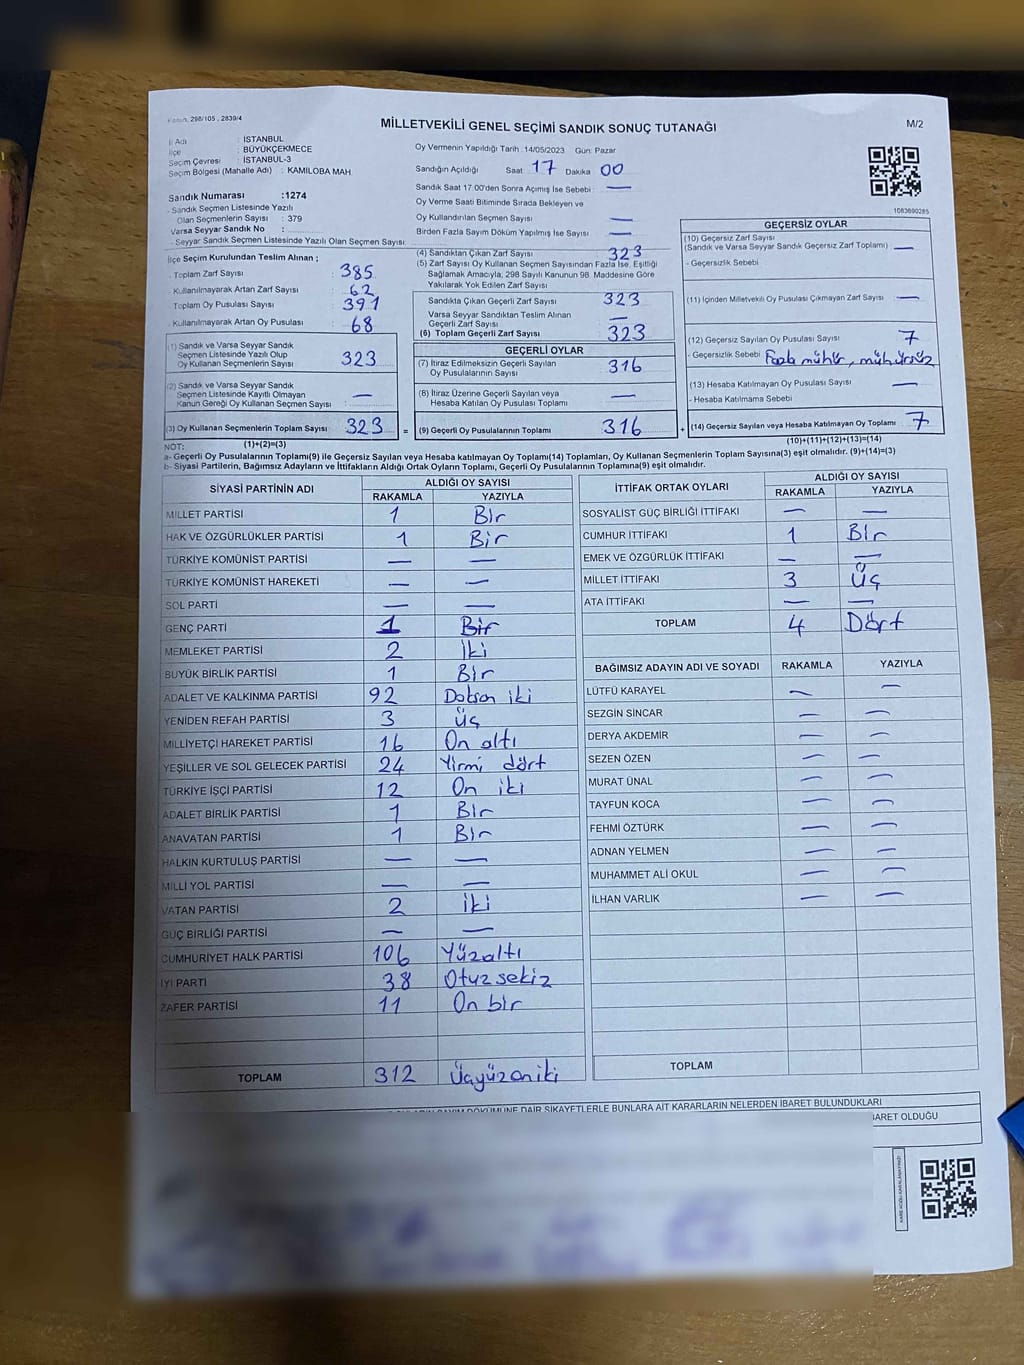 Kanun, 298/105, 2839/4
MİLLETVEKİLİ GENEL SEÇİMİ SANDIK SONUÇ TUTANAĞI
M/2
İl Adı : İSTANBUL
İlçe : BÜYÜKÇEKMECE
Seçim Çevresi : İSTANBUL-3
Seçim Bölgesi (Mahalle Adı) : KAMİLOBA MAH.
Sandık Numarası :1274
- Sandık Seçmen Listesinde Yazılı
Olan Seçmenlerin Sayısı : 379
Varsa Seyyar Sandık No :
- Seyyar Sandık Seçmen Listesinde Yazılı Olan Seçmen Sayısı:
Oy Vermenin Yapıldığı Tarih :14/05/2023 Gün: Pazar
Sandığın Açıldığı Saat 17 Dakika 00
Sandık Saat 17:00'den Sonra Açımış İse Sebebi : —
Oy Verme Saati Bitiminde Sırada Bekleyen ve
Oy Kullandırılan Seçmen Sayısı —
Birden Fazla Sayım Döküm Yapılmış İse Sayısı —
1083690285
İlçe Seçim Kurulundan Teslim Alınan ;
- Toplam Zarf Sayısı 385
- Kullanılmayarak Artan Zarf Sayısı 62
Toplam Oy Pusulası Sayısı 391
- Kullanılmayarak Artan Oy Pusulası 68
(1) Sandık ve Varsa Seyyar Sandık
Seçmen Listesinde Yazılı Olup
Oy Kullanan Seçmenlerin Sayısı 323
(2) Sandık ve Varsa Seyyar Sandık
Seçmen Listesinde Kayıtlı Olmayan
Kanun Gereği Oy Kullanan Seçmen Sayısı : —
(3) Oy Kullanan Seçmenlerin Toplam Sayısı 323 =
(1)+(2)=(3)
(4) Sandıktan Çıkan Zarf Sayısı 323
(5) Zarf Sayısı Oy Kullanan Seçmen Sayısından Fazla İse, Eşitliği
Sağlamak Amacıyla; 298 Sayılı Kanunun 98. Maddesine Göre
Yakılarak Yok Edilen Zarf Sayısı
Sandıkta Çıkan Geçerli Zarf Sayısı 323
Varsa Seyyar Sandıktan Teslim Alınan
Geçerli Zarf Sayısı —
(6) Toplam Geçerli Zarf Sayısı 323
GEÇERLİ OYLAR
(7) İtiraz Edilmeksizin Geçerli Sayılan
Oy Pusulalarının Sayısı 316
(8) İtiraz Üzerine Geçerli Sayılan veya
Hesaba Katılan Oy Pusulası Toplamı —
(9) Geçerli Oy Pusulalarının Toplamı 316 +
GEÇERSİZ OYLAR
(10) Geçersiz Zarf Sayısı
(Sandık ve Varsa Seyyar Sandık Geçersiz Zarf Toplamı) —
- Geçersizlik Sebebi
(11) İçinden Milletvekili Oy Pusulası Çıkmayan Zarf Sayısı —
(12) Geçersiz Sayılan Oy Pusulası Sayısı 7
- Geçersizlik Sebebi Fazla mühür, mühürsüz
(13) Hesaba Katılmayan Oy Pusulası Sayısı —
- Hesaba Katılmama Sebebi
(14) Geçersiz Sayılan veya Hesaba Katılmayan Oy Toplamı 7
(10)+(11)+(12)+(13)=(14)
NOT:
a- Geçerli Oy Pusulalarının Toplamı(9) ile Geçersiz Sayılan veya Hesaba Katılmayan Oy Toplamı(14) Toplamları, Oy Kullanan Seçmenlerin Toplam Sayısına(3) eşit olmalıdır. (9)+(14)=(3)
b- Siyasi Partilerin, Bağımsız Adayların ve İttifakların Aldığı Ortak Oyların Toplamı, Geçerli Oy Pusulalarının Toplamına(9) eşit olmalıdır.
SİYASİ PARTİNİN ADI ALDIĞI OY SAYISI
RAKAMLA YAZIYLA
MİLLET PARTİSİ 1 Bir
HAK VE ÖZGÜRLÜKLER PARTİSİ 1 Bir
TÜRKİYE KOMÜNİST PARTİSİ — —
TÜRKİYE KOMÜNİST HAREKETİ — —
SOL PARTİ — —
GENÇ PARTİ 1 Bir
MEMLEKET PARTİSİ 2 İki
BÜYÜK BİRLİK PARTİSİ 1 Bir
ADALET VE KALKINMA PARTİSİ 92 Doksan iki
YENİDEN REFAH PARTİSİ 3 Üç
MİLLİYETÇİ HAREKET PARTİSİ 16 On altı
YEŞİLLER VE SOL GELECEK PARTİSİ 24 Yirmi dört
TÜRKİYE İŞÇİ PARTİSİ 12 On iki
ADALET BİRLİK PARTİSİ 1 Bir
ANAVATAN PARTİSİ 1 Bir
HALKIN KURTULUŞ PARTİSİ — —
MİLLİ YOL PARTİSİ — —
VATAN PARTİSİ 2 iki
GÜÇ BİRLİĞİ PARTİSİ — —
CUMHURİYET HALK PARTİSİ 106 Yüzaltı
İYİ PARTİ 38 Otuz sekiz
ZAFER PARTİSİ 11 On bir
TOPLAM 312 Üçyüzoniki
İTTİFAK ORTAK OYLARI ALDIĞI OY SAYISI
RAKAMLA YAZIYLA
SOSYALİST GÜÇ BİRLİĞİ İTTİFAKI — —
CUMHUR İTTİFAKI 1 Bir
EMEK VE ÖZGÜRLÜK İTTİFAKI — —
MİLLET İTTİFAKI 3 Üç
ATA İTTİFAKI — —
TOPLAM 4 Dört
BAĞIMSIZ ADAYIN ADI VE SOYADI RAKAMLA YAZIYLA
LÜTFÜ KARAYEL — —
SEZGİN SİNCAR — —
DERYA AKDEMİR — —
SEZEN ÖZEN — —
MURAT ÜNAL — —
TAYFUN KOCA — —
FEHMİ ÖZTÜRK — —
ADNAN YELMEN — —
MUHAMMET ALİ OKUL — —
İLHAN VARLIK — —
TOPLAM
DÖKÜMÜNE DAİR ŞİKAYETLERLE BUNLARA AİT KARARLARIN NELERDEN İBARET BULUNDUKLARI
İBARET OLDUĞU